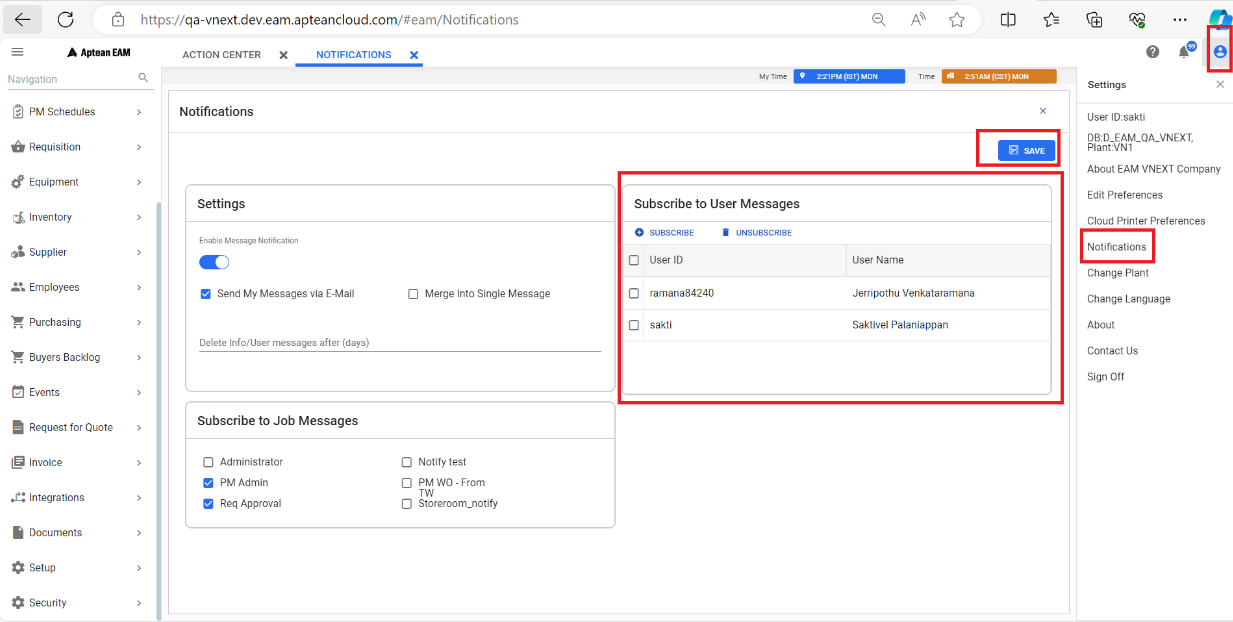 https://qa-vnext.dev.eam.apteancloud.com/#eam/Notifications
Aptean EAM
ACTION CENTER
NOTIFICATIONS
99
Navigation
My Time
2:21PM (IST) MON
Time
2:51AM (CST) MON
PM Schedules
Requisition
Equipment
Inventory
Supplier
Employees
Purchasing
Buyers Backlog
Events
Request for Quote
Invoice
Integrations
Documents
Setup
Security
Notifications
SAVE
Settings
Enable Message Notification
Send My Messages via E-Mail
Merge Into Single Message
Delete Info/User messages after (days)
Subscribe to Job Messages
Administrator
Notify test
PM Admin
PM WO - From
TW
Req Approval
Storeroom_notify
Subscribe to User Messages
SUBSCRIBE
UNSUBSCRIBE
User ID
User Name
ramana84240
Jerripothu Venkataramana
sakti
Saktivel Palaniappan
Settings
User ID:sakti
DB:D_EAM_QA_VNEXT,
Plant:VN1
About EAM VNEXT Company
Edit Preferences
Cloud Printer Preferences
Notifications
Change Plant
Change Language
About
Contact Us
Sign Off